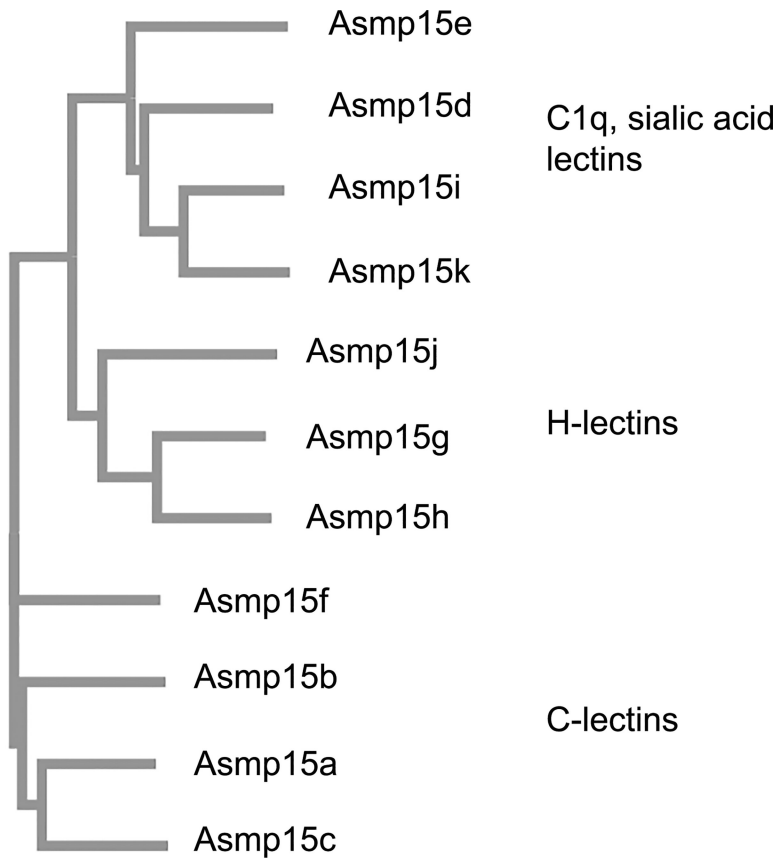 Asmp15e
Asmp15d
C1q, sialic acid
lectins
Asmp15i
Asmp15k
Asmp15j
H-lectins
Asmp15g
Asmp15h
Asmp15f
Asmp15b
C-lectins
Asmp15a
Asmp15c